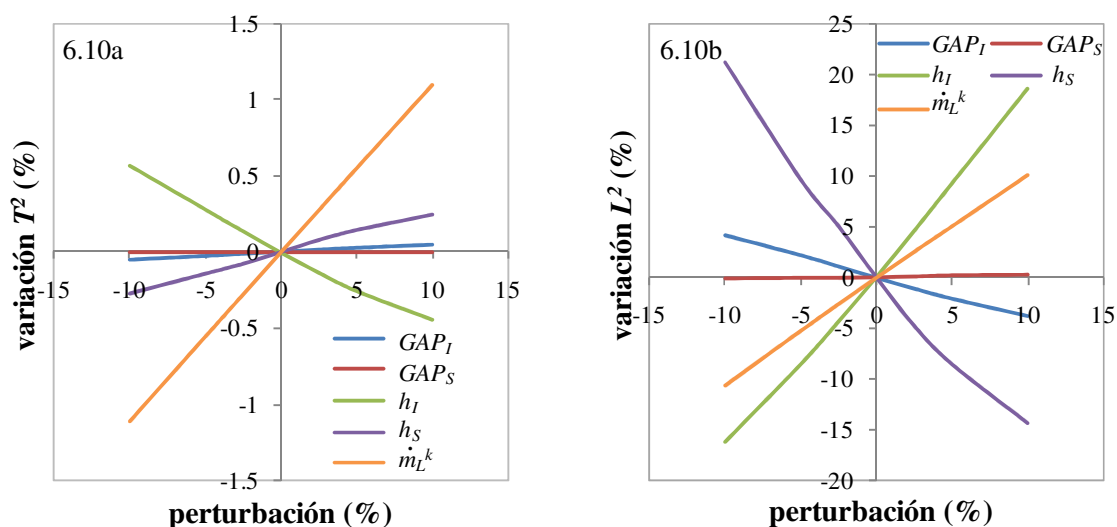 6.10a
variación T² (%)
1.5
1
0.5
0
-0.5
-1
-1.5
-15 -10 -5 0 5 10 15
GAP_I
GAP_S
h_I
h_S
ṁ_L^k
perturbación (%)
6.10b
variación L² (%)
25
20
15
10
5
0
-5
-10
-15
-20
-15 -10 -5 0 5 10 15
GAP_I GAP_S
h_I h_S
ṁ_L^k
perturbación (%)